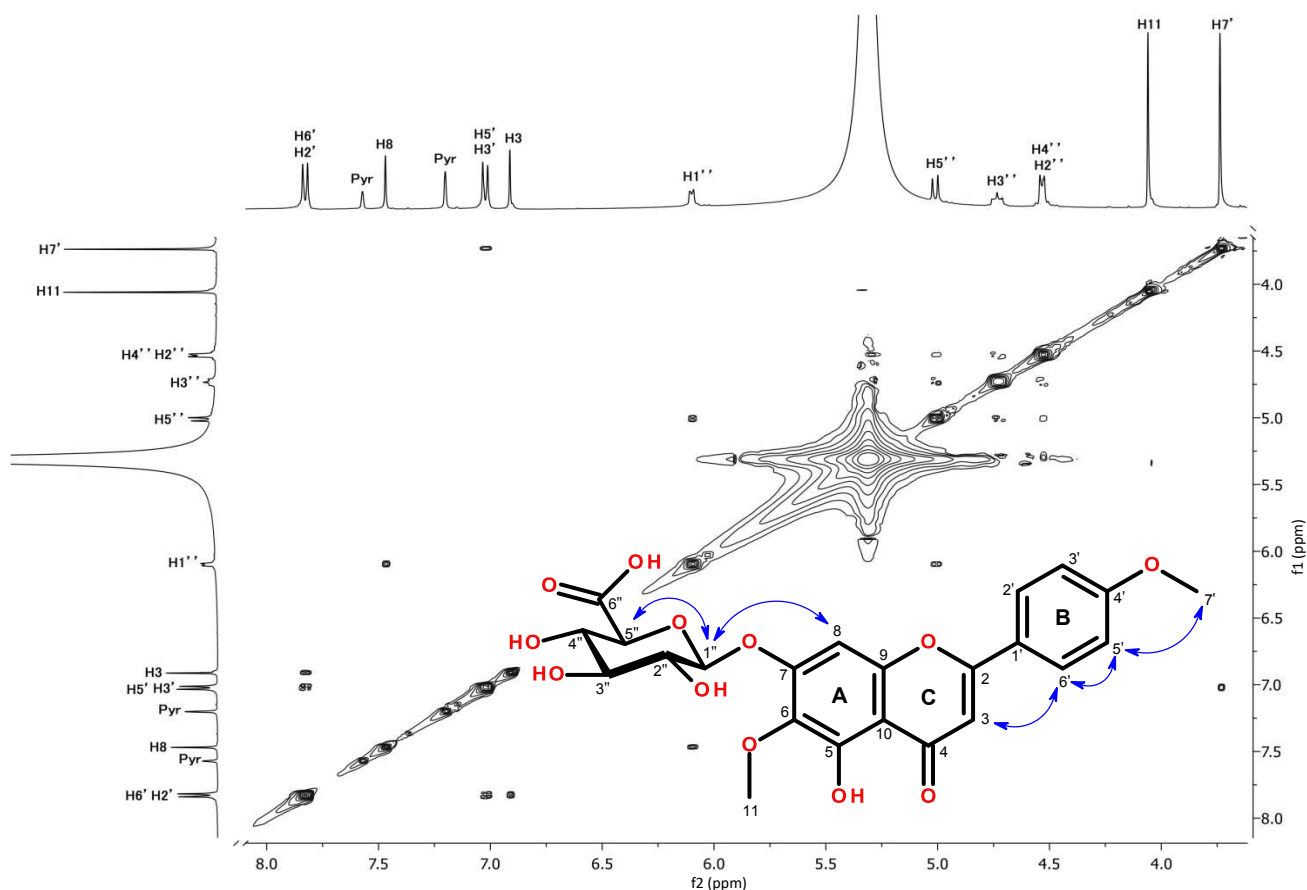 H11 H7'
H6' H5' H4''
H2' Pyr H8 Pyr H3' H3 H1'' H5'' H3'' H2''
H7'
H11
H4'' H2''
H3''
H5''
H1''
H3
H5' H3'
Pyr
H8
Pyr
H6' H2'
4.0
4.5
5.0
5.5
6.0
6.5
7.0
7.5
8.0
f1 (ppm)
8.0 7.5 7.0 6.5 6.0 5.5 5.0 4.5 4.0
f2 (ppm)
O OH
6''
HO 4'' 5'' O 1'' O
HO 3'' 2'' OH
7 8 9 O 2 1' 2' 3' 4' 5' 6' O 7'
A C B
6 5 10 4 3
O 11 OH O